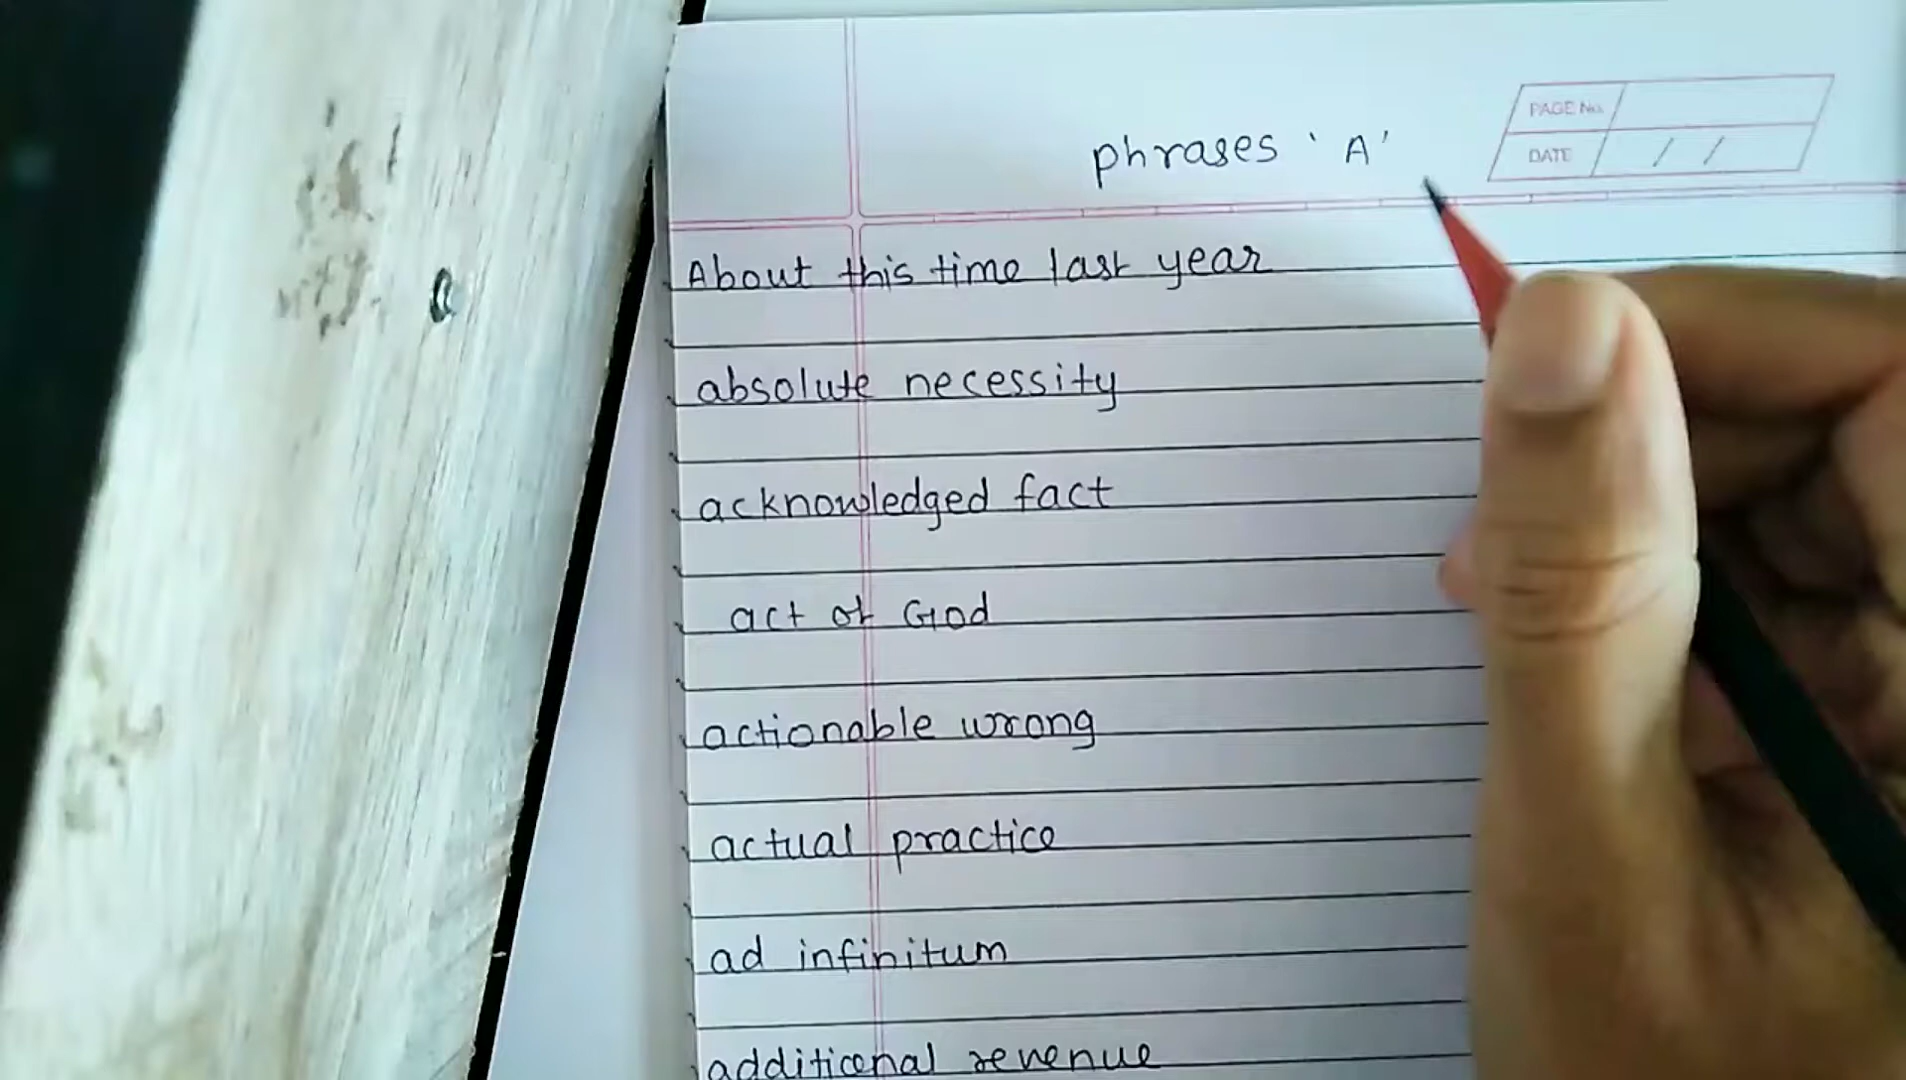 phrases 'A'
PAGE No.
DATE / /
About this time last year
absolute necessity
acknowledged fact
act of God
actionable wrong
actual practice
ad infinitum
additional revenue